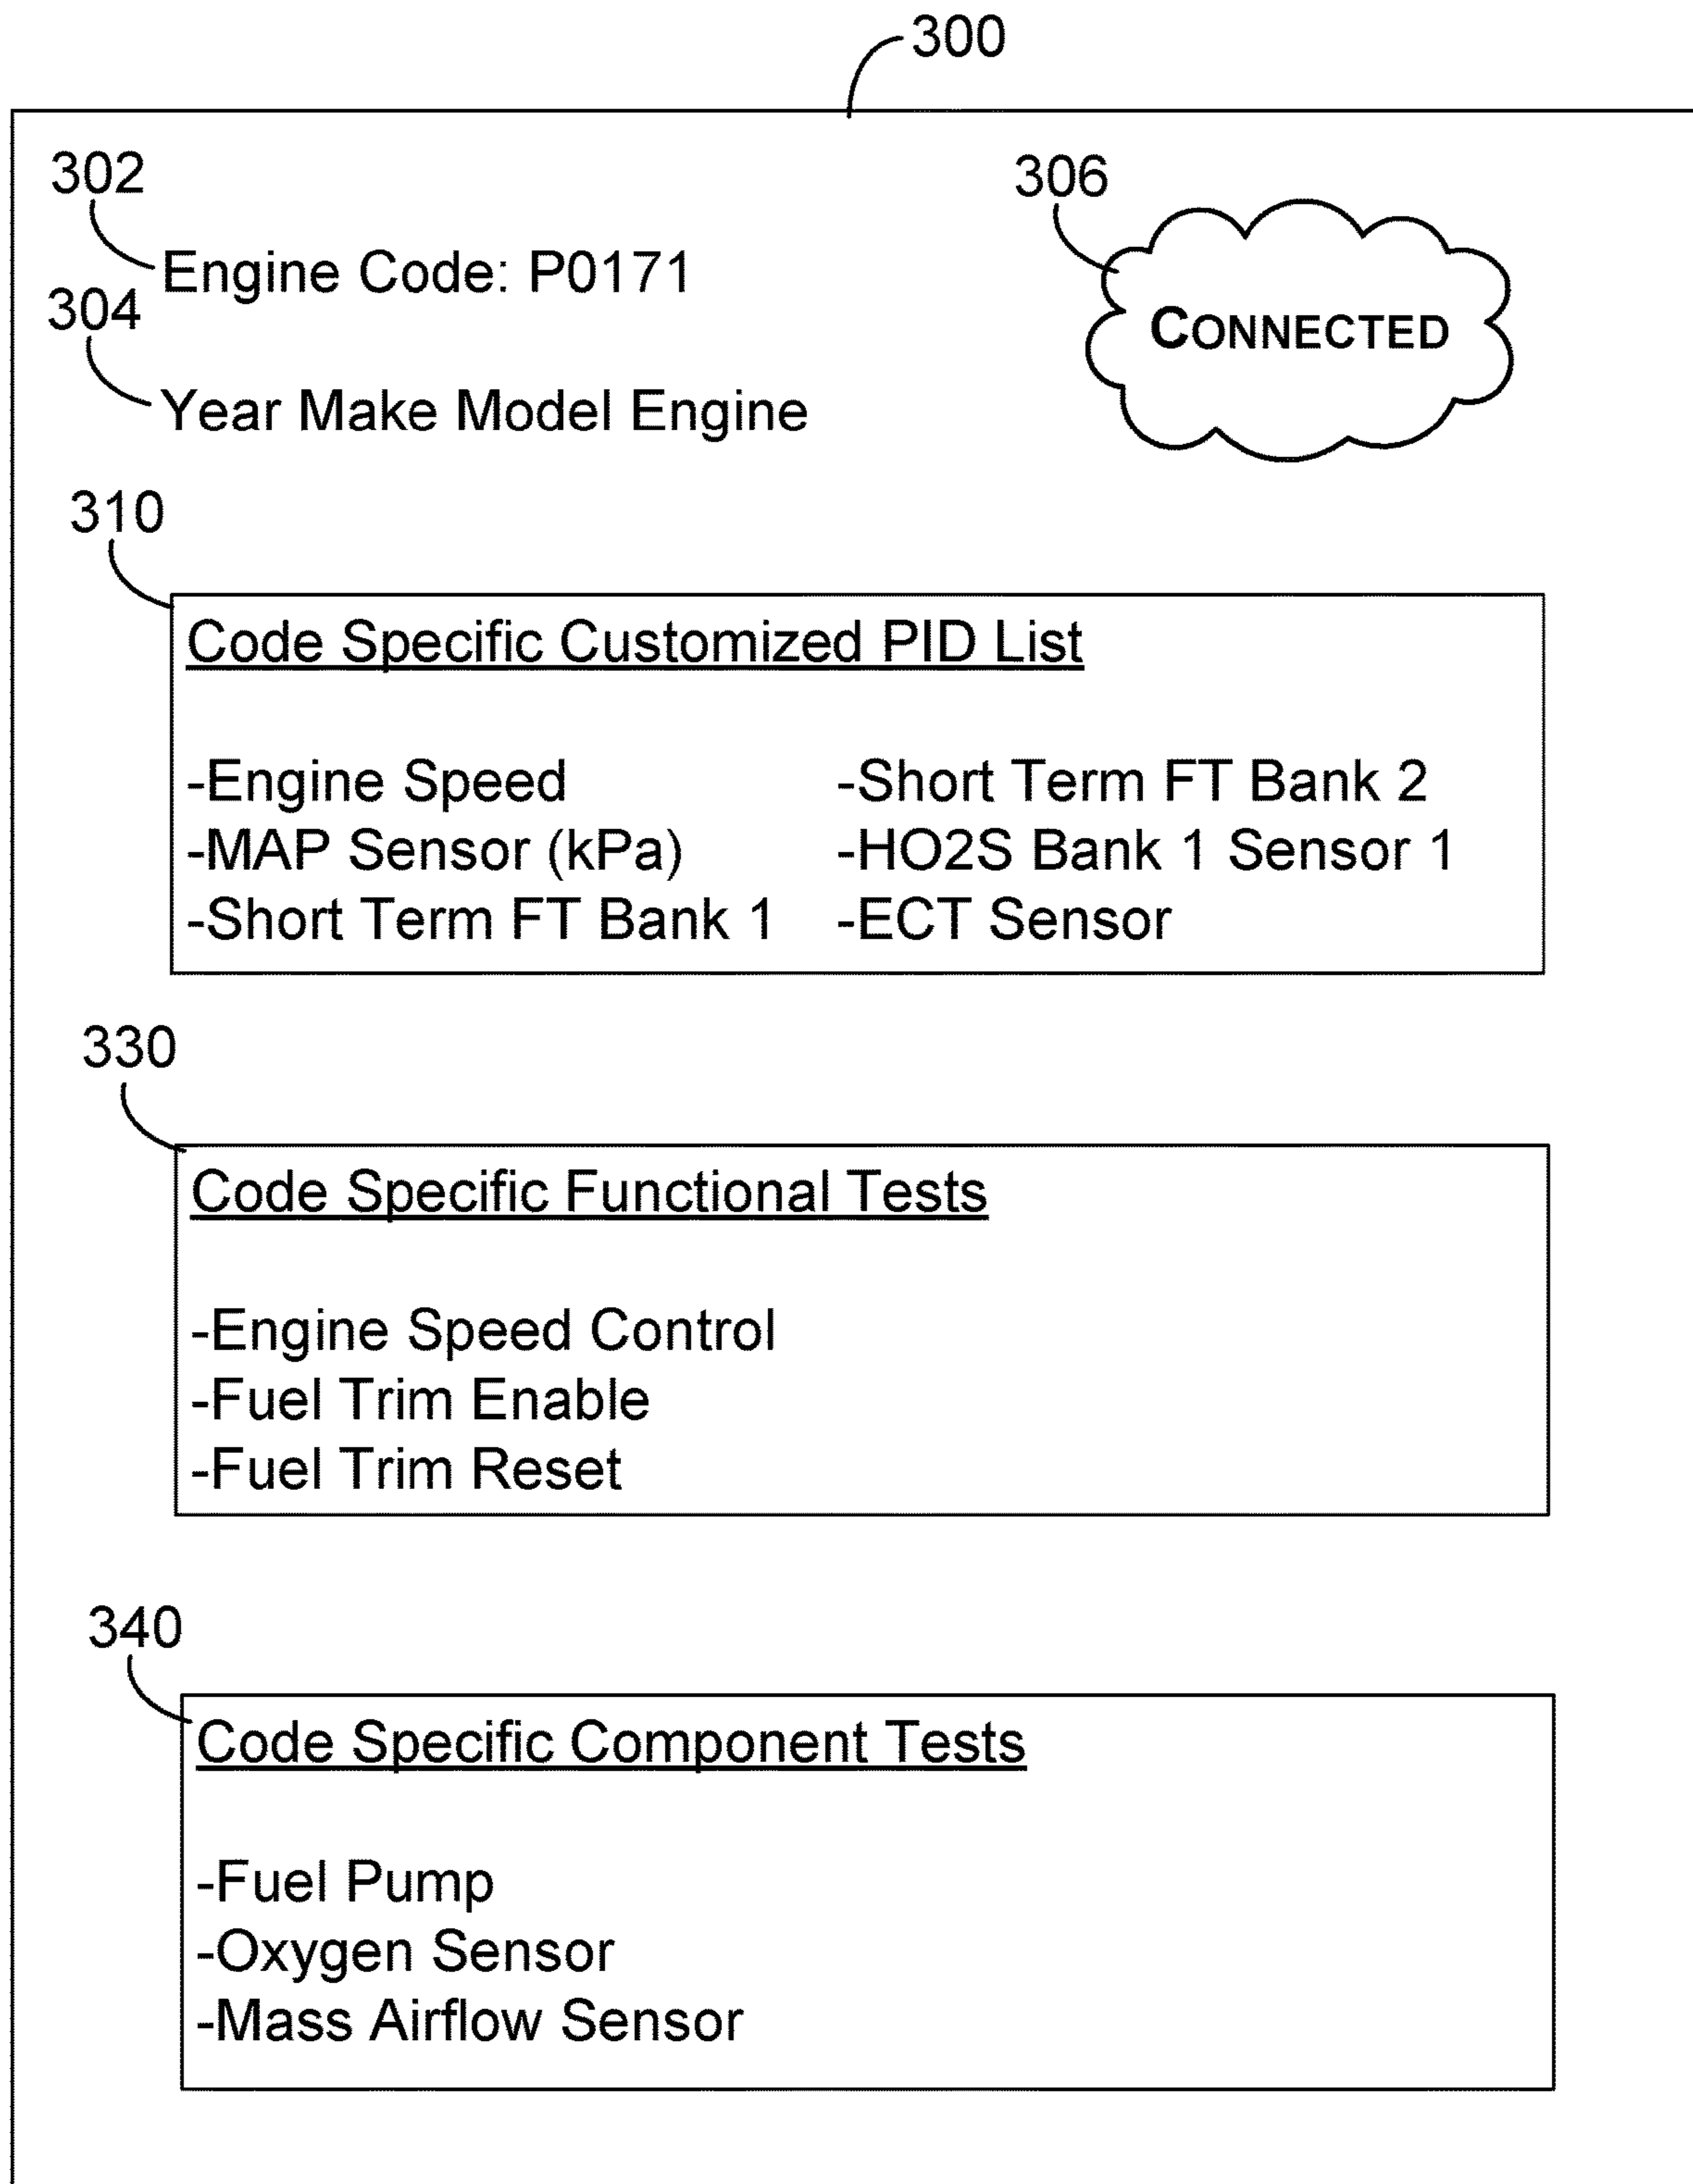 300
302
306
Engine Code: P0171
304
CONNECTED
Year Make Model Engine
310
Code Specific Customized PID List
-Engine Speed
-MAP Sensor (kPa)
-Short Term FT Bank 1
-Short Term FT Bank 2
-HO2S Bank 1 Sensor 1
-ECT Sensor
330
Code Specific Functional Tests
-Engine Speed Control
-Fuel Trim Enable
-Fuel Trim Reset
340
Code Specific Component Tests
-Fuel Pump
-Oxygen Sensor
-Mass Airflow Sensor